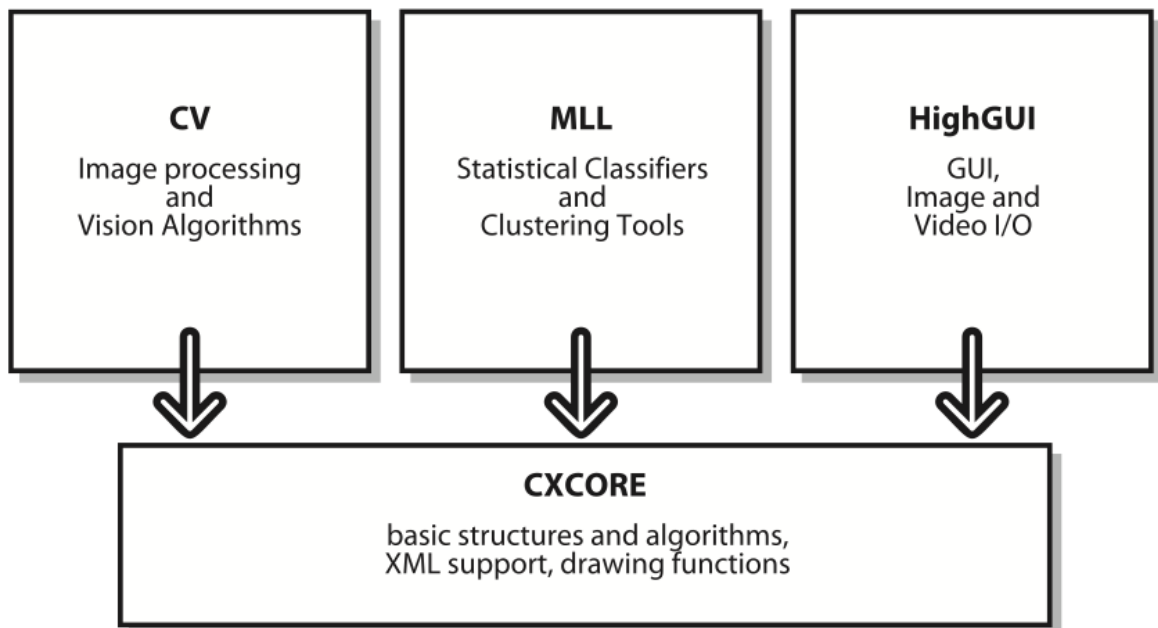 CV
Image processing
and
Vision Algorithms
MLL
Statistical Classifiers
and
Clustering Tools
HighGUI
GUI,
Image and
Video I/O
CXCORE
basic structures and algorithms,
XML support, drawing functions